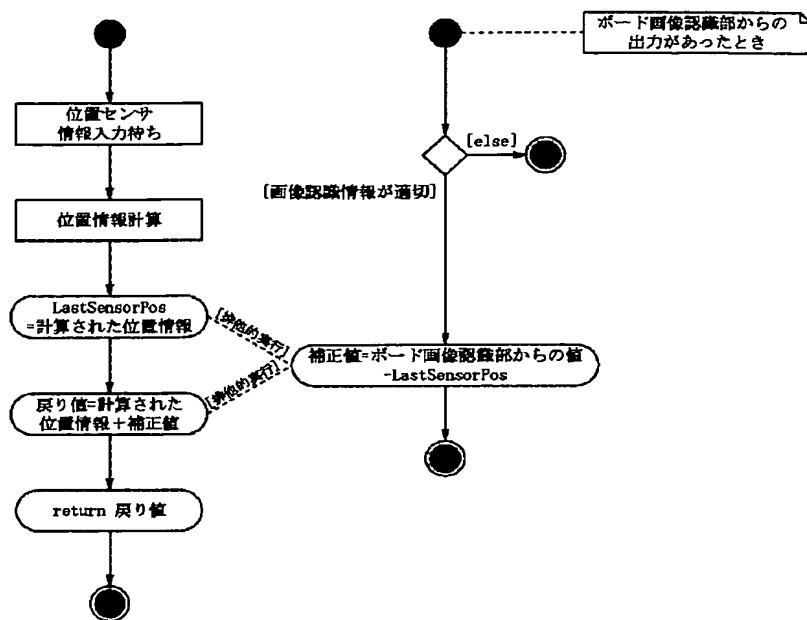 ボード画像認識部からの
出力があったとき
位置センサ
情報入力待ち
[else]
[画像認識情報が適切]
位置情報計算
LastSensorPos
=計算された位置情報
[排他的実行]
補正値=ボード画像認識部からの値
-LastSensorPos
[排他的実行]
戻り値=計算された
位置情報＋補正値
return 戻り値